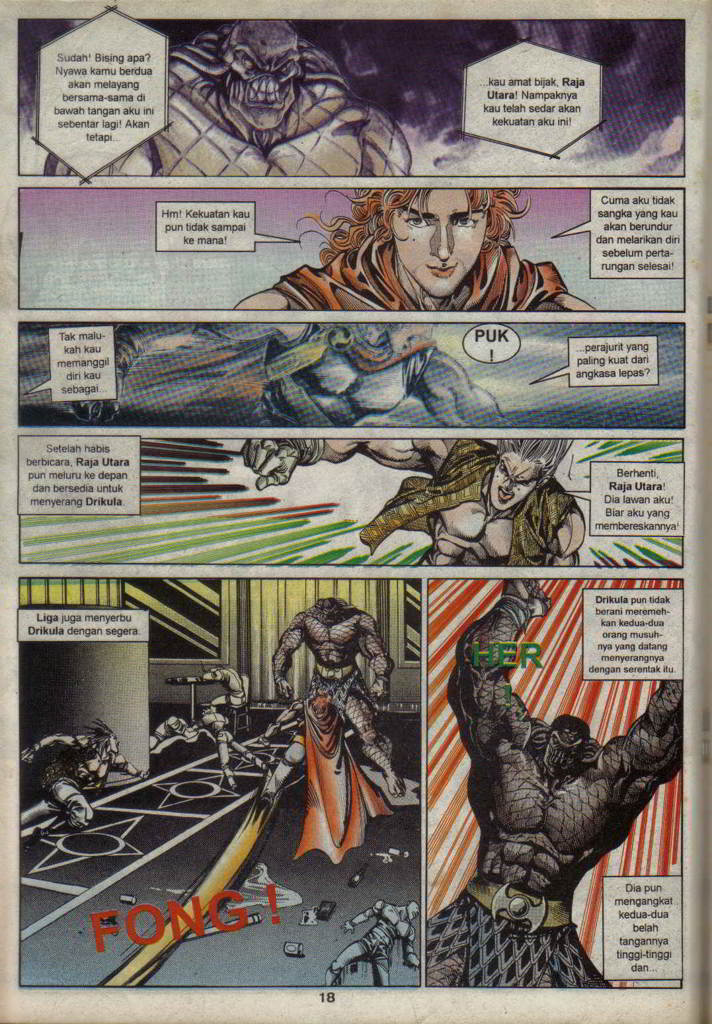 Sudah! Bising apa?
Nyawa kamu berdua
akan melayang
bersama-sama di
bawah tangan aku ini
sebentar lagi! Akan
tetapi...
...kau amat bijak, Raja
Utara! Nampaknya
kau telah sedar akan
kekuatan aku ini!
Hm! Kekuatan kau
pun tidak sampai
ke mana!
Cuma aku tidak
sangka yang kau
akan berundur
dan melarikan diri
sebelum perta-
rungan selesai!
Tak malu-
kah kau
memanggil
diri kau
sebagai...
PUK
!
...perajurit yang
paling kuat dari
angkasa lepas?
Setelah habis
berbicara, Raja Utara
pun meluru ke depan
dan bersedia untuk
menyerang Drikula.
Berhenti,
Raja Utara!
Dia lawan aku!
Biar aku yang
membereskannya!
Liga juga menyerbu
Drikula dengan segera.
FONG !
Drikula pun tidak
berani meremeh-
kan kedua-dua
orang musuh-
nya yang datang
menyerangnya
dengan serentak itu.
HER
!
Dia pun
mengangkat
kedua-dua
belah
tangannya
tinggi-tinggi
dan...
18